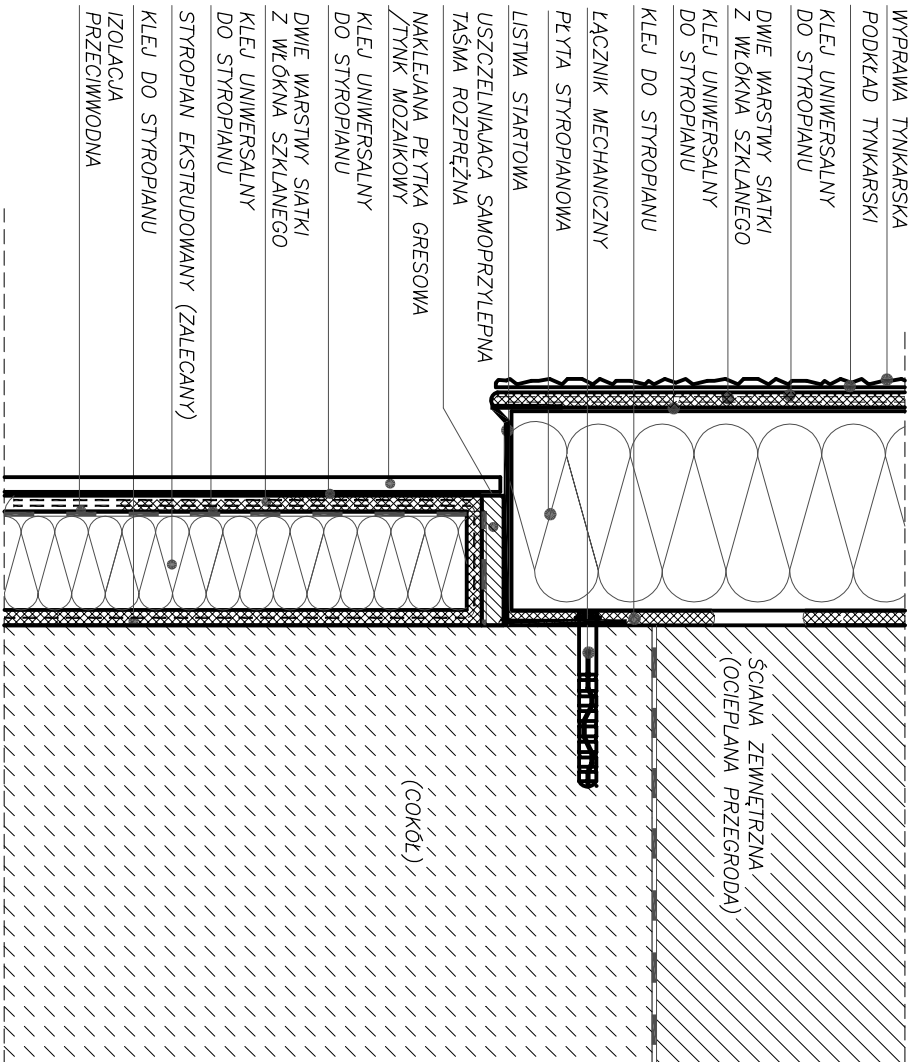 WYPRAWA TYNKARSKA
PODKŁAD TYNKARSKI
KLEJ UNIWERSALNY
DO STYROPIANU
DWIE WARSTWY SIATKI
Z WŁÓKNA SZKLANEGO
KLEJ UNIWERSALNY
DO STYROPIANU
KLEJ DO STYROPIANU
ŁĄCZNIK MECHANICZNY
PŁYTA STYROPIANOWA
LISTWA STARTOWA
USZCZELNIAJACA SAMOPRZYLEPNA
TAŚMA ROZPRĘŻNA
NAKLEJANA PŁYTKA GRESOWA
/TYNK MOZAIKOWY
KLEJ UNIWERSALNY
DO STYROPIANU
DWIE WARSTWY SIATKI
Z WŁÓKNA SZKLANEGO
KLEJ UNIWERSALNY
DO STYROPIANU
STYROPIAN EKSTRUDOWANY (ZALECANY)
KLEJ DO STYROPIANU
IZOLACJA
PRZECIWWODNA
ŚCIANA ZEWNĘTRZNA
(OCIEPLANA PRZEGRODA)
(COKÓŁ)